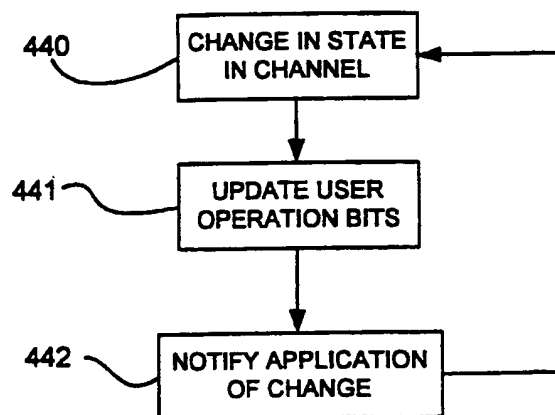 440
CHANGE IN STATE
IN CHANNEL
441
UPDATE USER
OPERATION BITS
442
NOTIFY APPLICATION
OF CHANGE